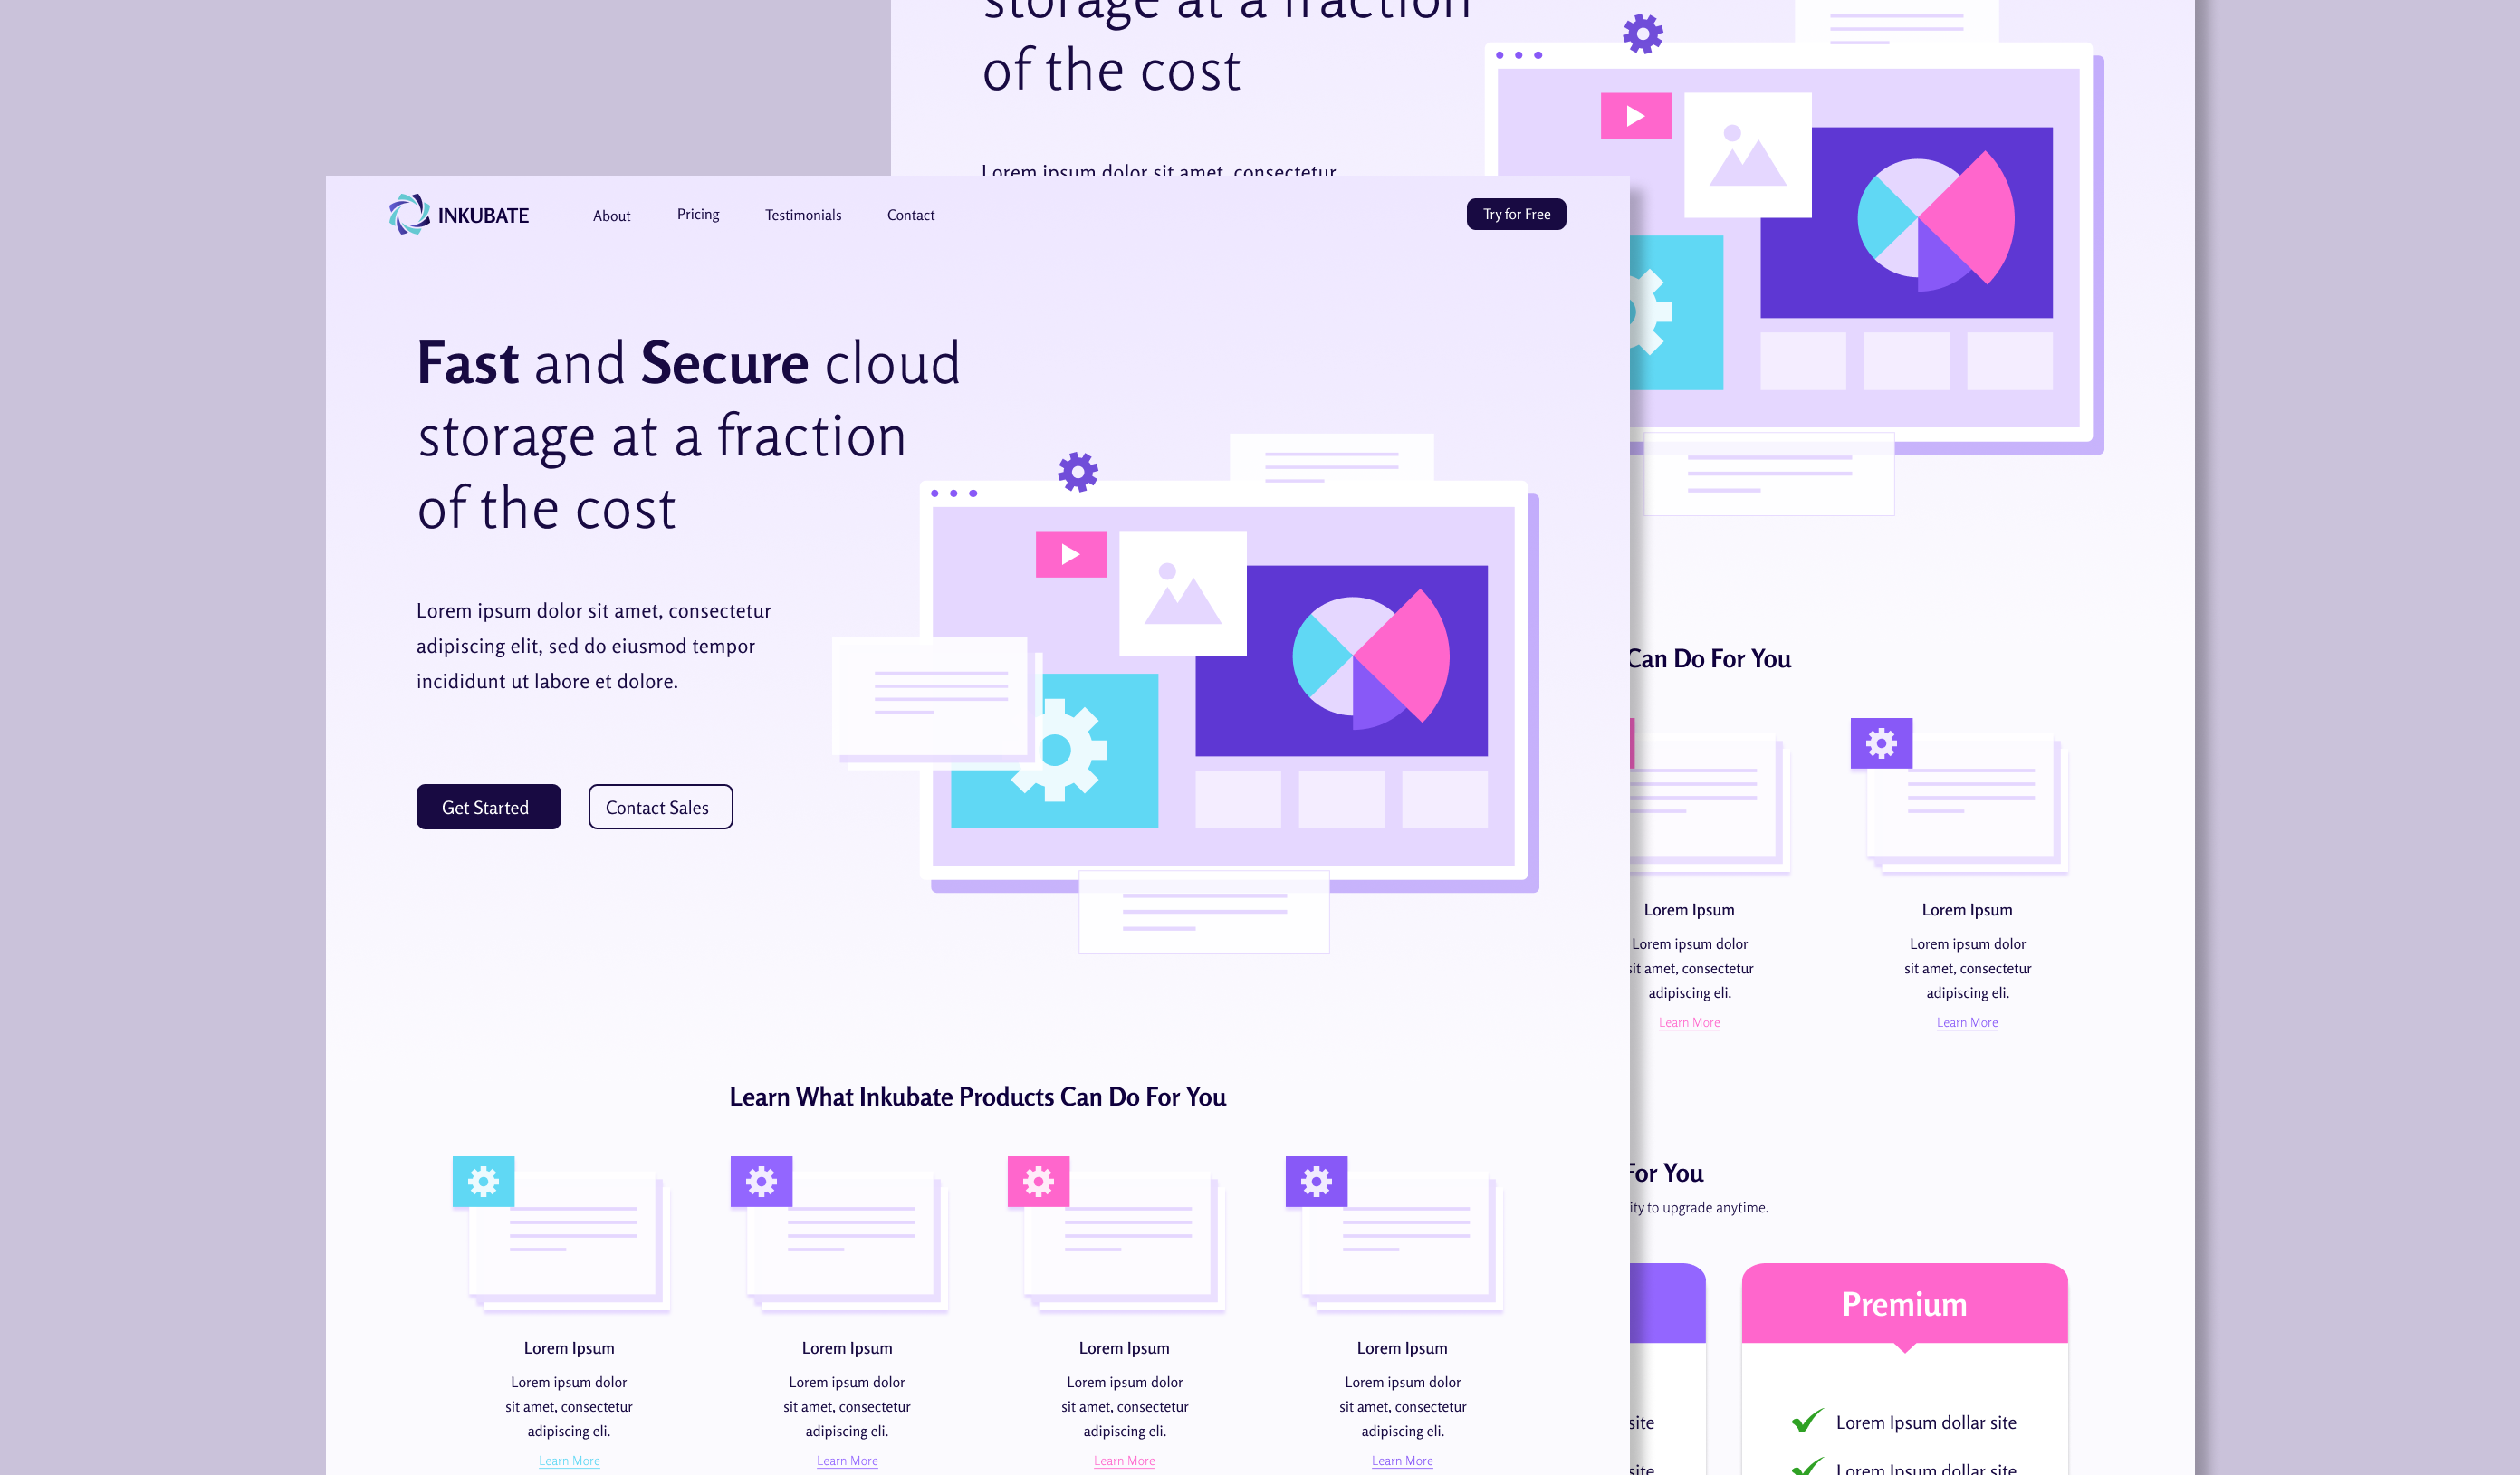 storage at a fraction
of the cost
Lorem ipsum dolor sit amet, consectetur
INKUBATE
About
Pricing
Testimonials
Contact
Try for Free
Fast and Secure cloud
storage at a fraction
of the cost
Lorem ipsum dolor sit amet, consectetur
adipiscing elit, sed do eiusmod tempor
incididunt ut labore et dolore.
Get Started
Contact Sales
Learn What Inkubate Products Can Do For You
Lorem Ipsum
Lorem ipsum dolor
sit amet, consectetur
adipiscing eli.
Learn More
Lorem Ipsum
Lorem ipsum dolor
sit amet, consectetur
adipiscing eli.
Learn More
Lorem Ipsum
Lorem ipsum dolor
sit amet, consectetur
adipiscing eli.
Learn More
Lorem Ipsum
Lorem ipsum dolor
sit amet, consectetur
adipiscing eli.
Learn More
Can Do For You
Lorem Ipsum
Lorem ipsum dolor
sit amet, consectetur
adipiscing eli.
Learn More
Lorem Ipsum
Lorem ipsum dolor
sit amet, consectetur
adipiscing eli.
Learn More
For You
ity to upgrade anytime.
site
site
Premium
Lorem Ipsum dollar site
Lorem Ipsum dollar site